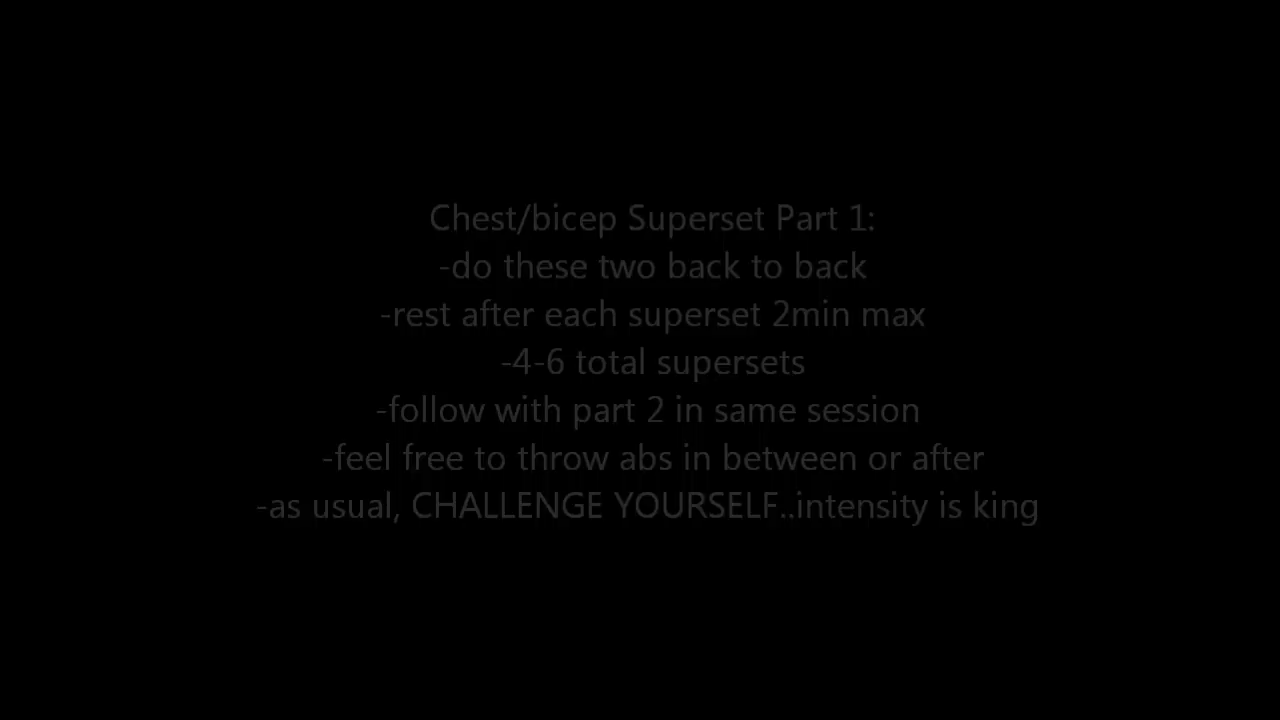 Chest/bicep Superset Part 1:
-do these two back to back
-rest after each superset 2min max
-4-6 total supersets
-follow with part 2 in same session
-feel free to throw abs in between or after
-as usual, CHALLENGE YOURSELF..intensity is king